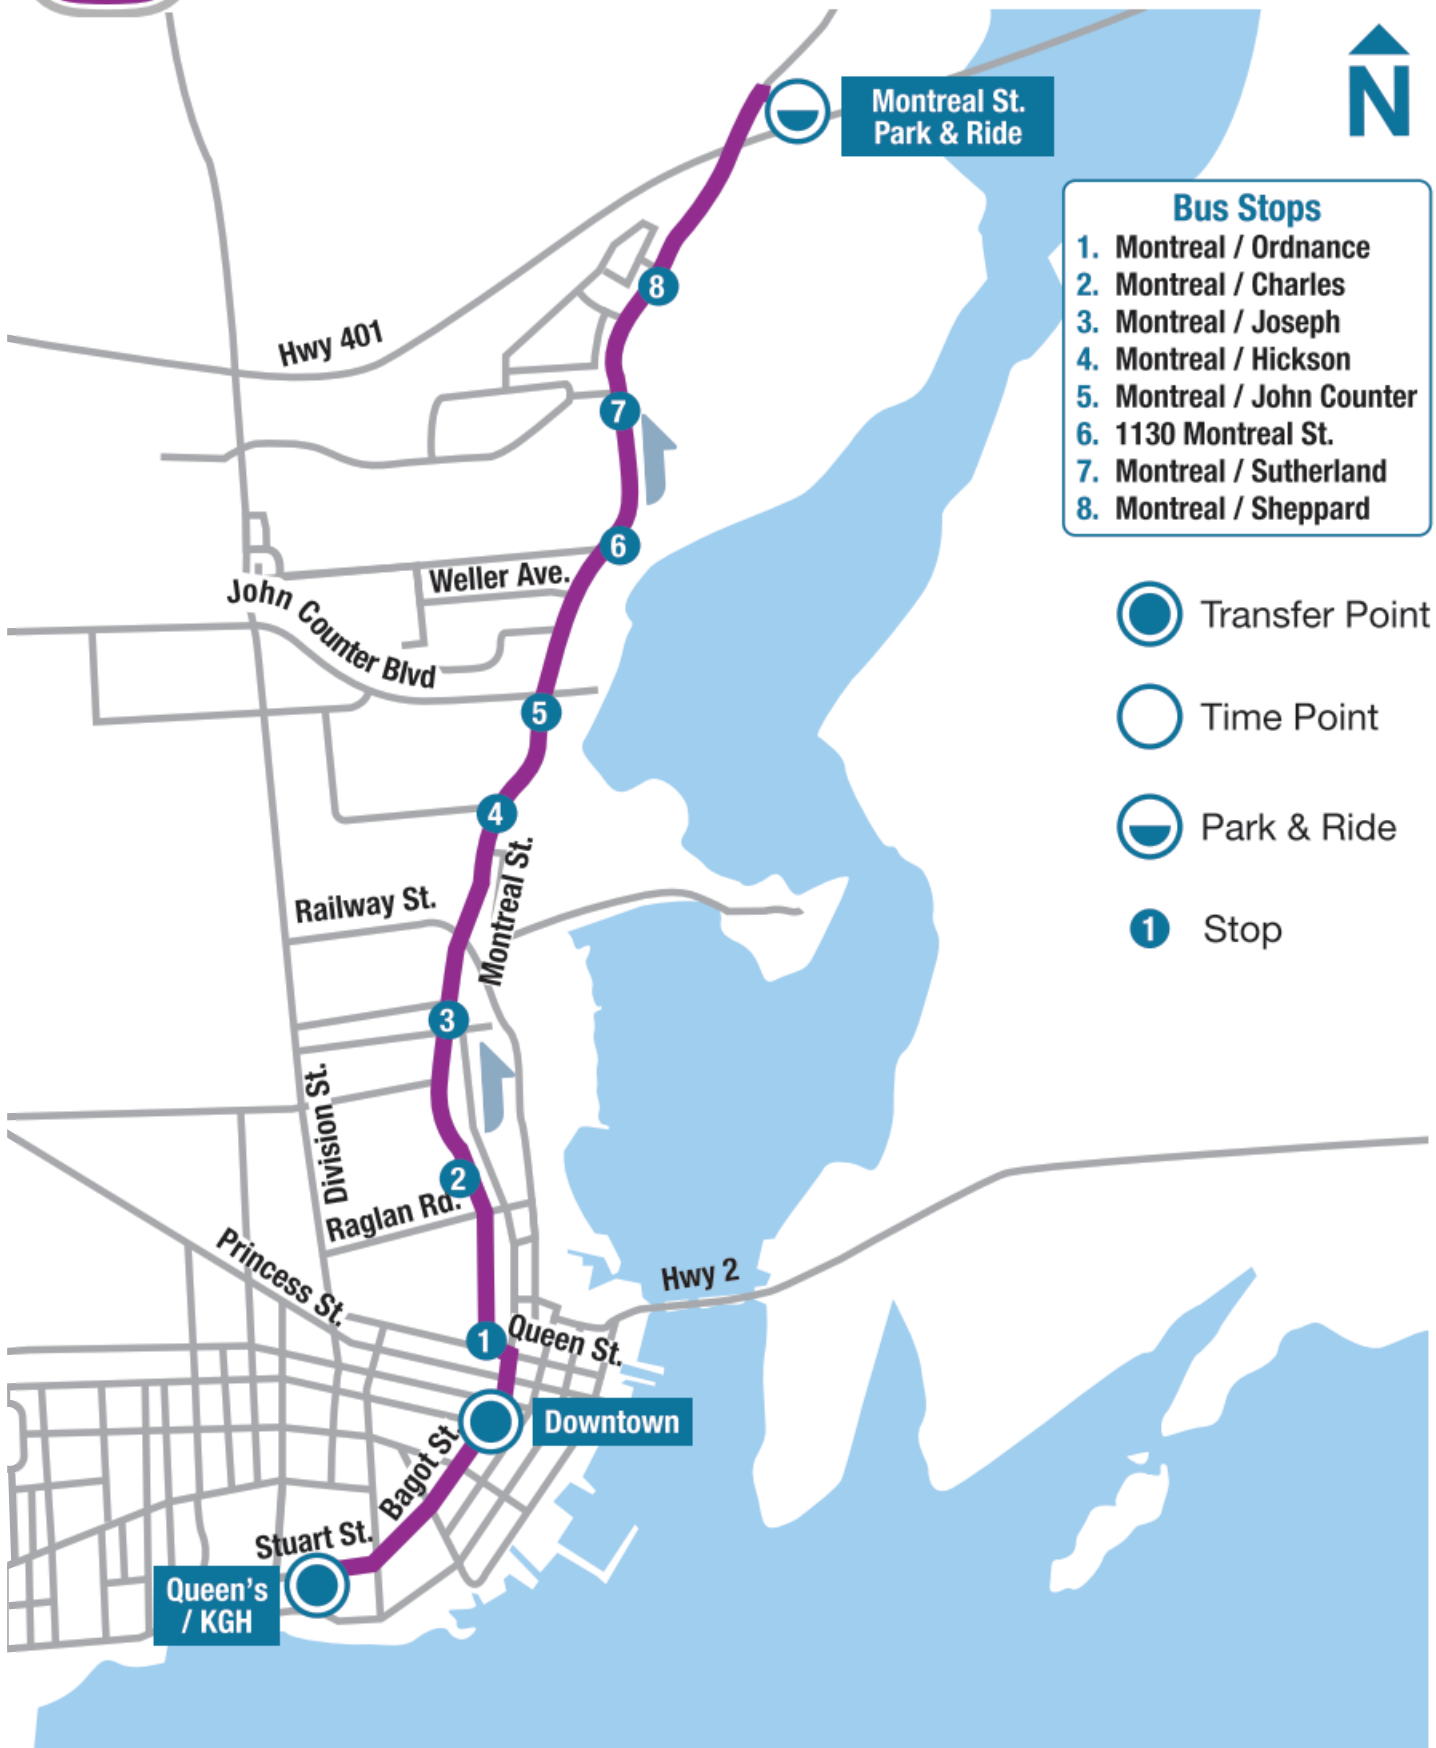 Montreal St.
Park & Ride
N
Bus Stops
1. Montreal / Ordnance
2. Montreal / Charles
3. Montreal / Joseph
4. Montreal / Hickson
5. Montreal / John Counter
6. 1130 Montreal St.
7. Montreal / Sutherland
8. Montreal / Sheppard
Transfer Point
Time Point
Park & Ride
1 Stop
8
Hwy 401
7
6
Weller Ave.
John Counter Blvd
5
4
Montreal St.
Railway St.
3
Division St.
2
Raglan Rd.
Princess St.
Hwy 2
1
Queen St.
Downtown
Bagot St.
Stuart St.
Queen's
/ KGH